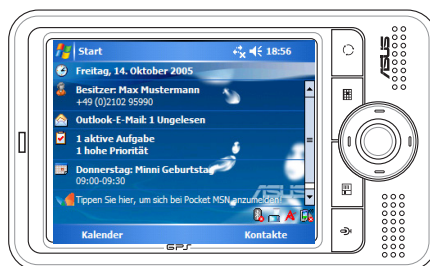 Start 18:56
Freitag, 14. Oktober 2005
Besitzer: Max Mustermann
+49 (0)2102 95990
Outlook-E-Mail: 1 Ungelesen
1 aktive Aufgabe
1 hohe Priorität
Donnerstag: Minni Geburtstag
09:00-09:30
Tippen Sie hier, um sich bei Pocket MSN anzumelden!
ASUS
Kalender Kontakte
GPS
ASUS